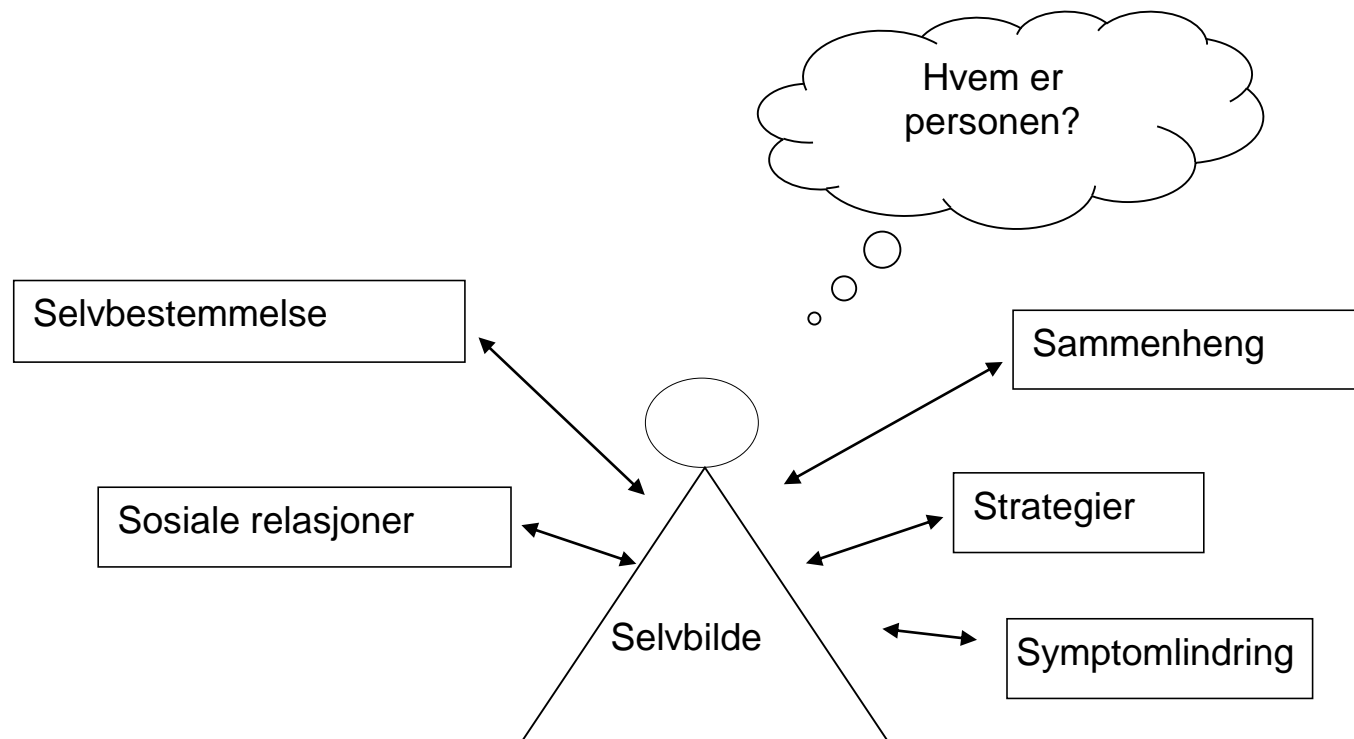 Hvem er
personen?
Selvbestemmelse
Sammenheng
Sosiale relasjoner
Strategier
Selvbilde
Symptomlindring